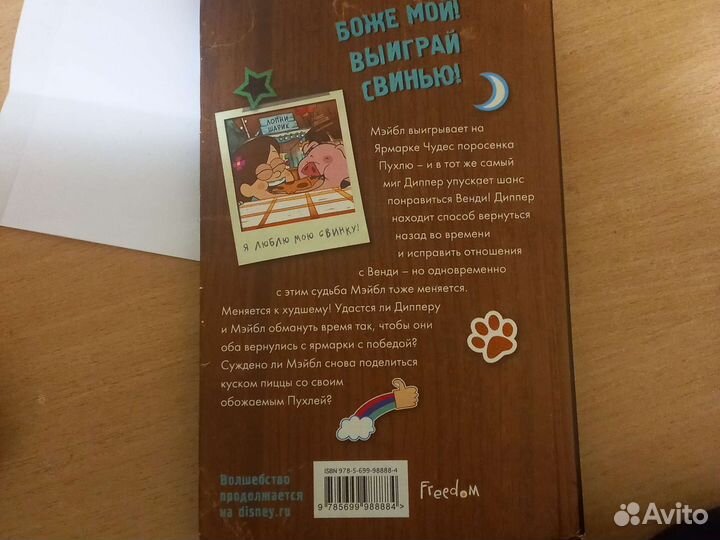 БОЖЕ МОЙ!
ВЫИГРАЙ
СВИНЬЮ!
ЛОПНИ
ШАРИК
Я ЛЮБЛЮ МОЮ СВИНКУ!
Мэйбл выигрывает на
Ярмарке Чудес поросенка
Пухлю – и в тот же самый
миг Диппер упускает шанс
понравиться Венди! Диппер
находит способ вернуться
назад во времени
и исправить отношения
с Венди – но одновременно
с этим судьба Мэйбл тоже меняется.
Меняется к худшему! Удастся ли Дипперу
и Мэйбл обмануть время так, чтобы они
оба вернулись с ярмарки с победой?
Суждено ли Мэйбл снова поделиться
куском пиццы со своим
обожаемым Пухлей?
Волшебство
продолжается
на disney.ru
ISBN 978-5-699-98888-4
9 785699 988884 >
Freedom
Avito